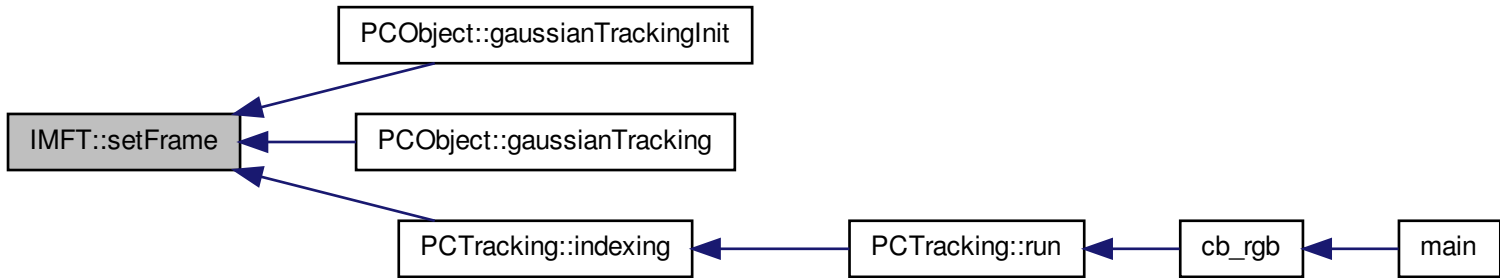 PCObject::gaussianTrackingInit
IMFT::setFrame
PCObject::gaussianTracking
PCTracking::indexing
PCTracking::run
cb_rgb
main